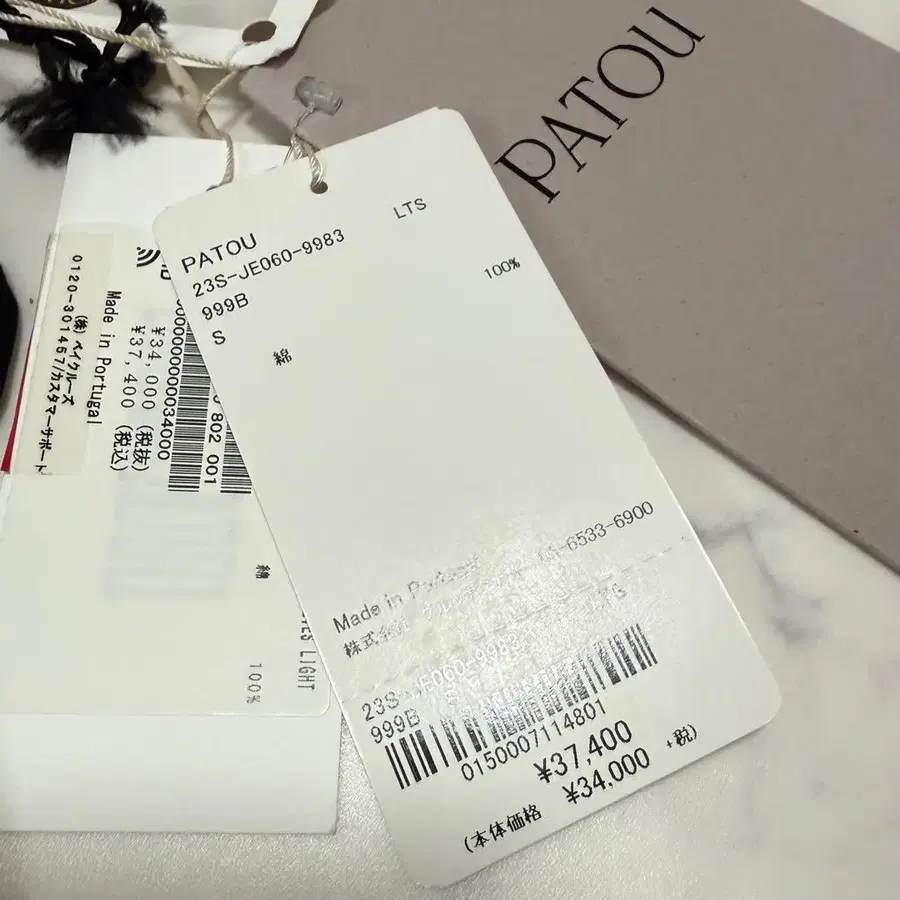 PATOU
LTS
PATOU
23S-JE060-9983
999B
S
綿
100%
Made in
-6533-6900
株式会社
23S-JE060-9983
999B
0150007114801
¥37,400
(本体価格 ¥34,000 +税)
0120-301457/カスタマーサポート
(株)ベイクルーズ
Made in Portugal
¥37,400 (税込)
¥34,000 (税抜)
802 001
綿
100%
LIGHT